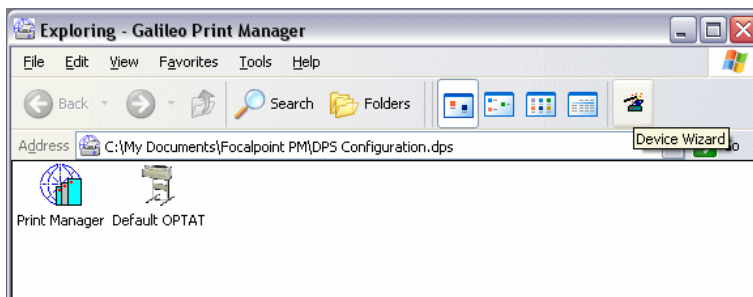 Exploring - Galileo Print Manager
File Edit View Favorites Tools Help
Back Search Folders
Address C:\My Documents\Focalpoint PM\DPS Configuration.dps
Device Wizard
Print Manager Default OPTAT